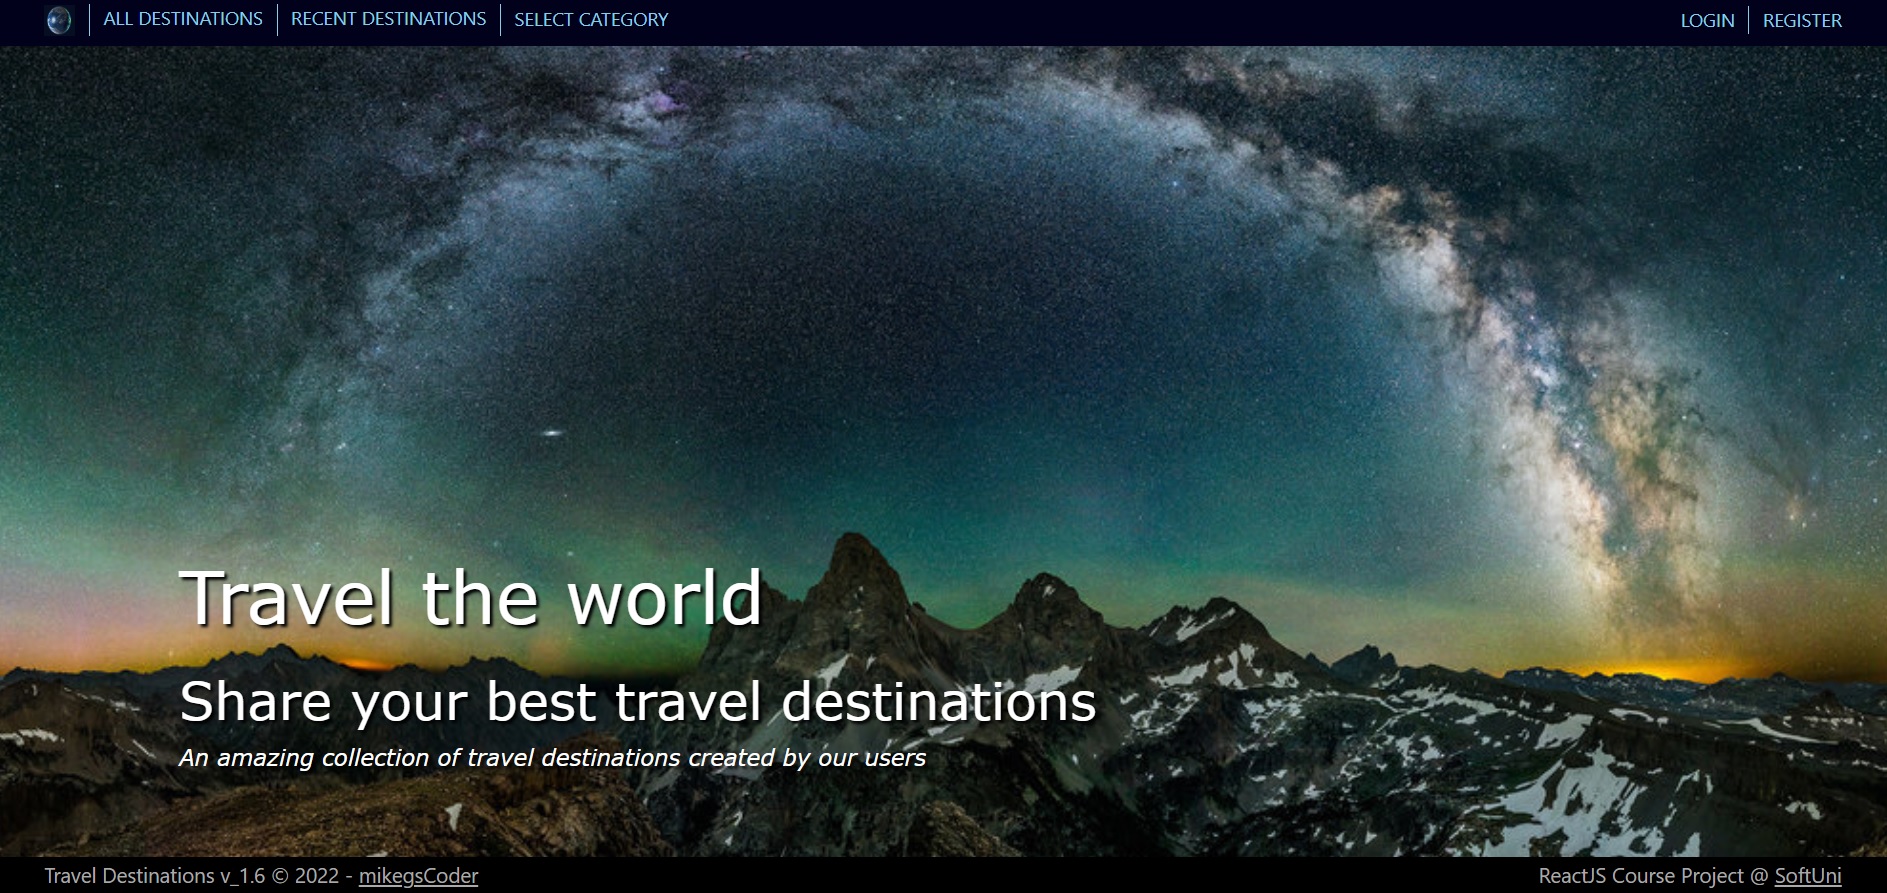 ALL DESTINATIONS
RECENT DESTINATIONS
SELECT CATEGORY
LOGIN
REGISTER
Travel the world
Share your best travel destinations
An amazing collection of travel destinations created by our users
Travel Destinations v_1.6 © 2022 - mikegsCoder
ReactJS Course Project @ SoftUni